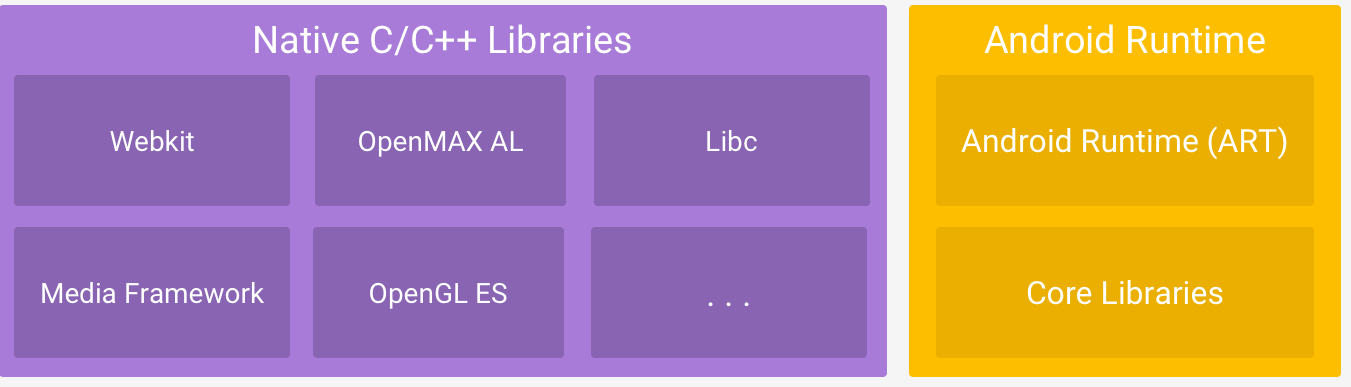 Native C/C++ Libraries
Webkit
OpenMAX AL
Libc
Media Framework
OpenGL ES
. . .
Android Runtime
Android Runtime (ART)
Core Libraries